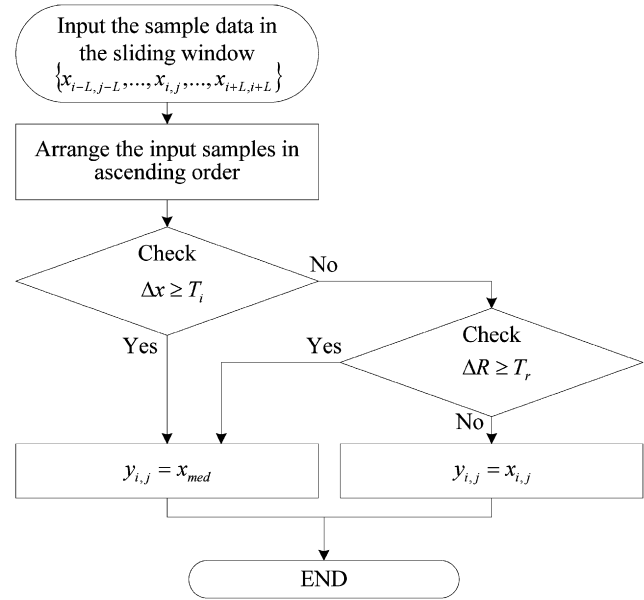 Input the sample data in
the sliding window
{x_{i−L,j−L},...,x_{i,j},...,x_{i+L,i+L}}
Arrange the input samples in
ascending order
Check
Δx ≥ T_i
No
Yes
Check
ΔR ≥ T_r
Yes
No
y_{i,j} = x_{med}
y_{i,j} = x_{i,j}
END